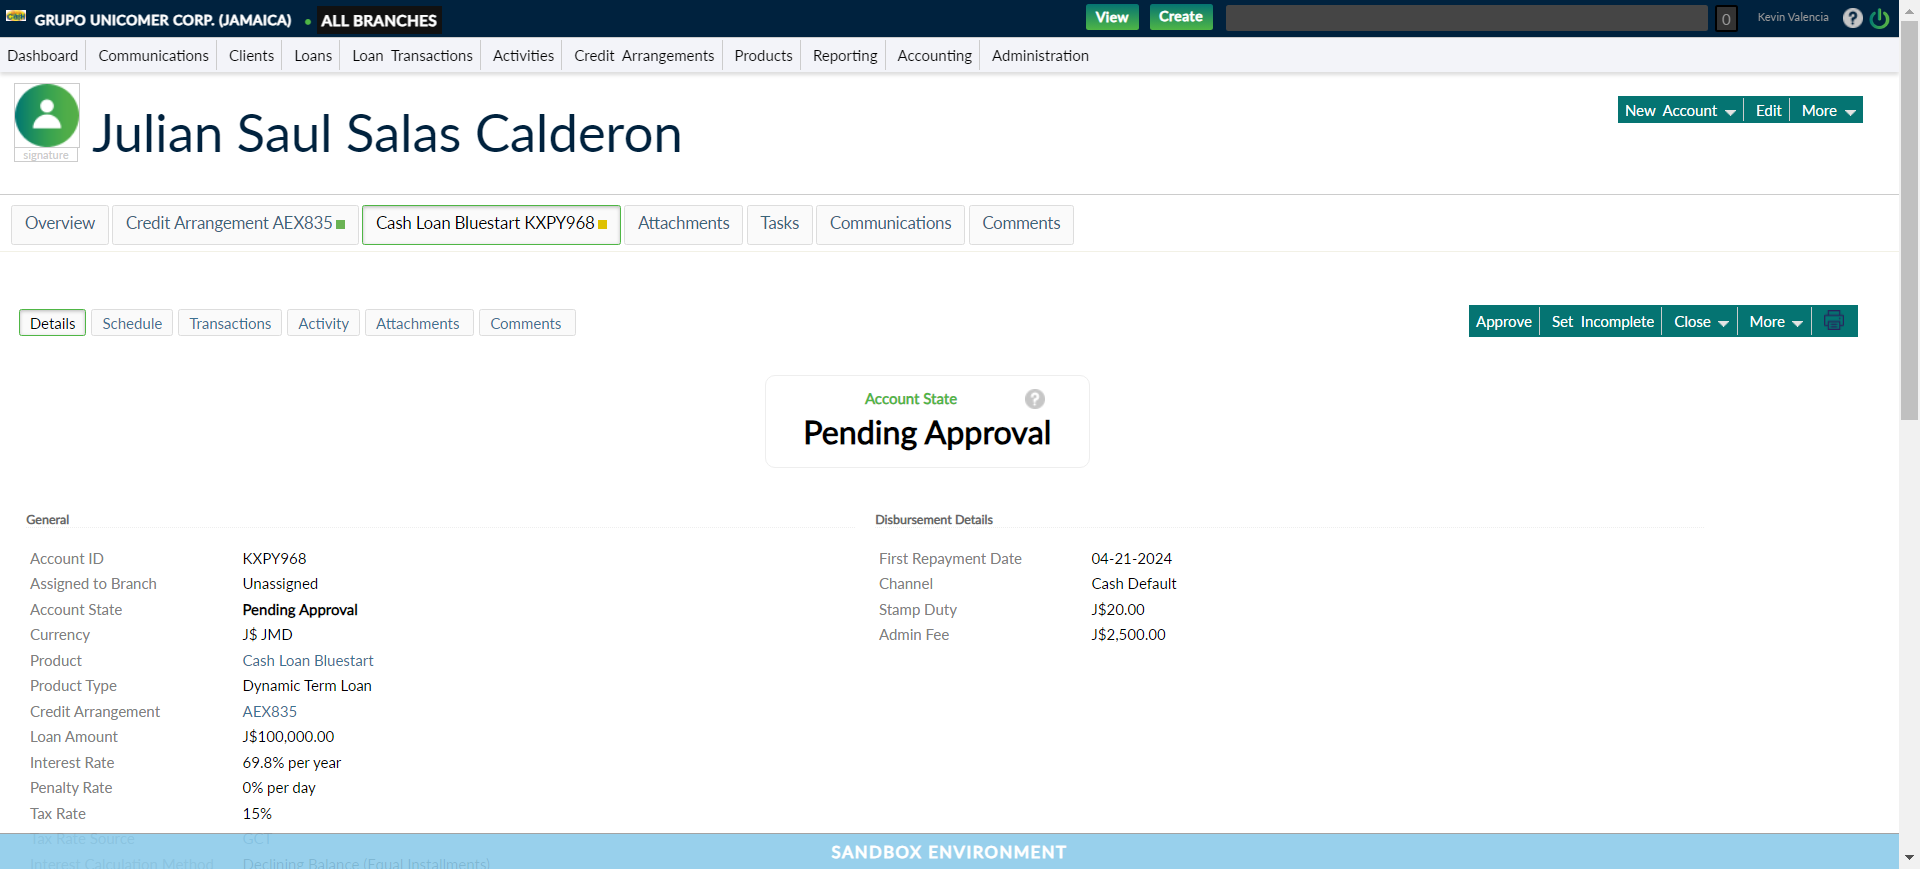 GRUPO UNICOMER CORP. (JAMAICA) • ALL BRANCHES View Create 0 Kevin Valencia ?
Dashboard Communications Clients Loans Loan Transactions Activities Credit Arrangements Products Reporting Accounting Administration
signature
Julian Saul Salas Calderon
New Account Edit More
Overview Credit Arrangement AEX835 Cash Loan Bluestart KXPY968 Attachments Tasks Communications Comments
Details Schedule Transactions Activity Attachments Comments
Approve Set Incomplete Close More
Account State ?
Pending Approval
General
Account ID KXPY968
Assigned to Branch Unassigned
Account State Pending Approval
Currency J$ JMD
Product Cash Loan Bluestart
Product Type Dynamic Term Loan
Credit Arrangement AEX835
Loan Amount J$100,000.00
Interest Rate 69.8% per year
Penalty Rate 0% per day
Tax Rate 15%
Tax Rate Source GCT
Interest Calculation Method Declining Balance (Equal Installments)
Disbursement Details
First Repayment Date 04-21-2024
Channel Cash Default
Stamp Duty J$20.00
Admin Fee J$2,500.00
SANDBOX ENVIRONMENT